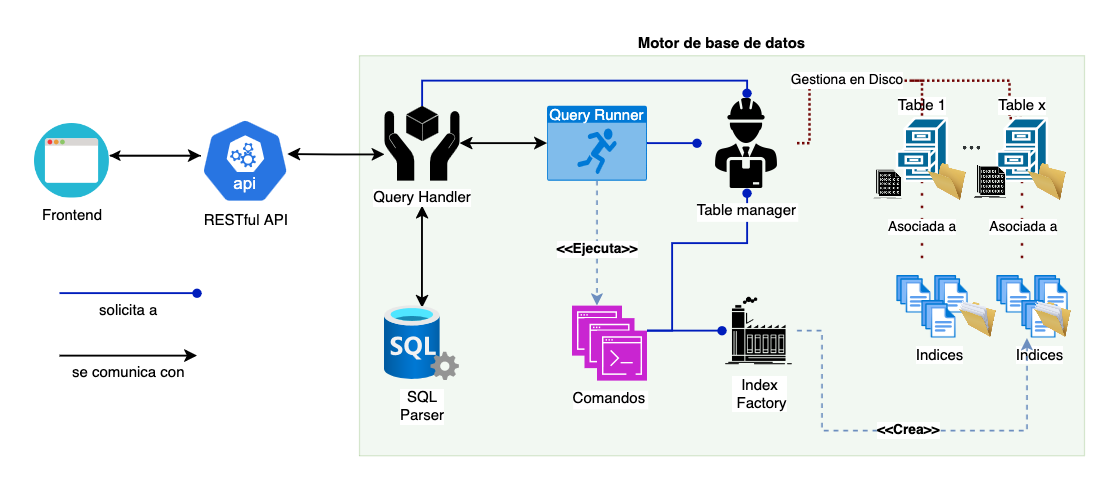 Motor de base de datos
Gestiona en Disco
Table 1
Table x
Query Runner
api
Frontend
RESTful API
Query Handler
Table manager
Asociada a
Asociada a
<<Ejecuta>>
solicita a
se comunica con
SQL
SQL
Parser
Comandos
Index
Factory
Indices
Indices
<<Crea>>